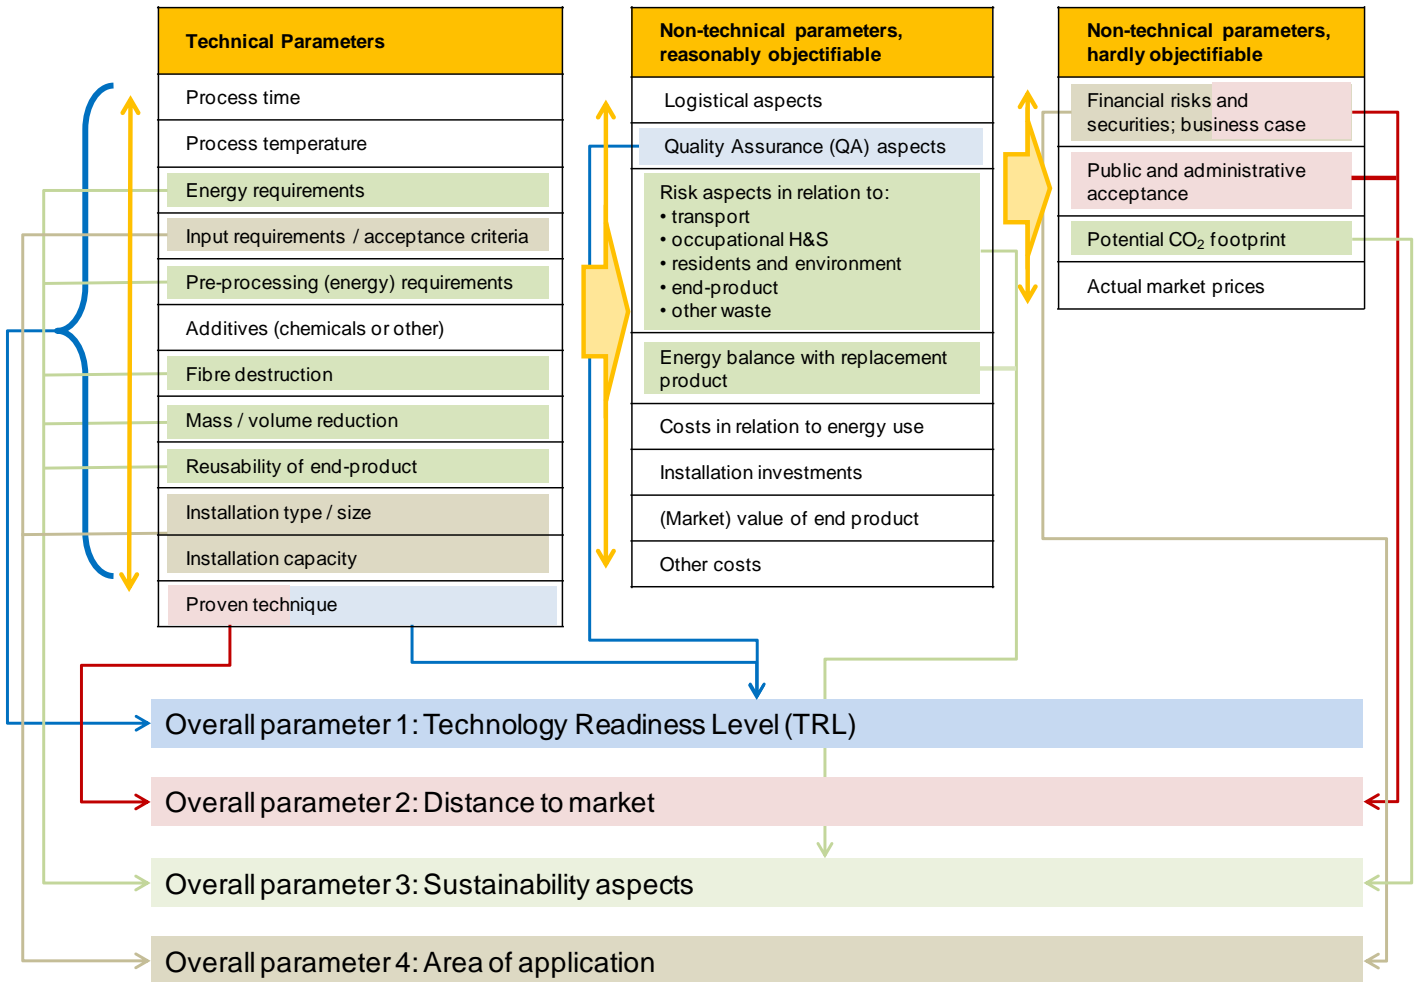 Technical Parameters
Process time
Process temperature
Energy requirements
Input requirements / acceptance criteria
Pre-processing (energy) requirements
Additives (chemicals or other)
Fibre destruction
Mass / volume reduction
Reusability of end-product
Installation type / size
Installation capacity
Proven technique
Non-technical parameters,
reasonably objectifiable
Logistical aspects
Quality Assurance (QA) aspects
Risk aspects in relation to:
• transport
• occupational H&S
• residents and environment
• end-product
• other waste
Energy balance with replacement
product
Costs in relation to energy use
Installation investments
(Market) value of end product
Other costs
Non-technical parameters,
hardly objectifiable
Financial risks and
securities; business case
Public and administrative
acceptance
Potential CO₂ footprint
Actual market prices
Overall parameter 1: Technology Readiness Level (TRL)
Overall parameter 2: Distance to market
Overall parameter 3: Sustainability aspects
Overall parameter 4: Area of application